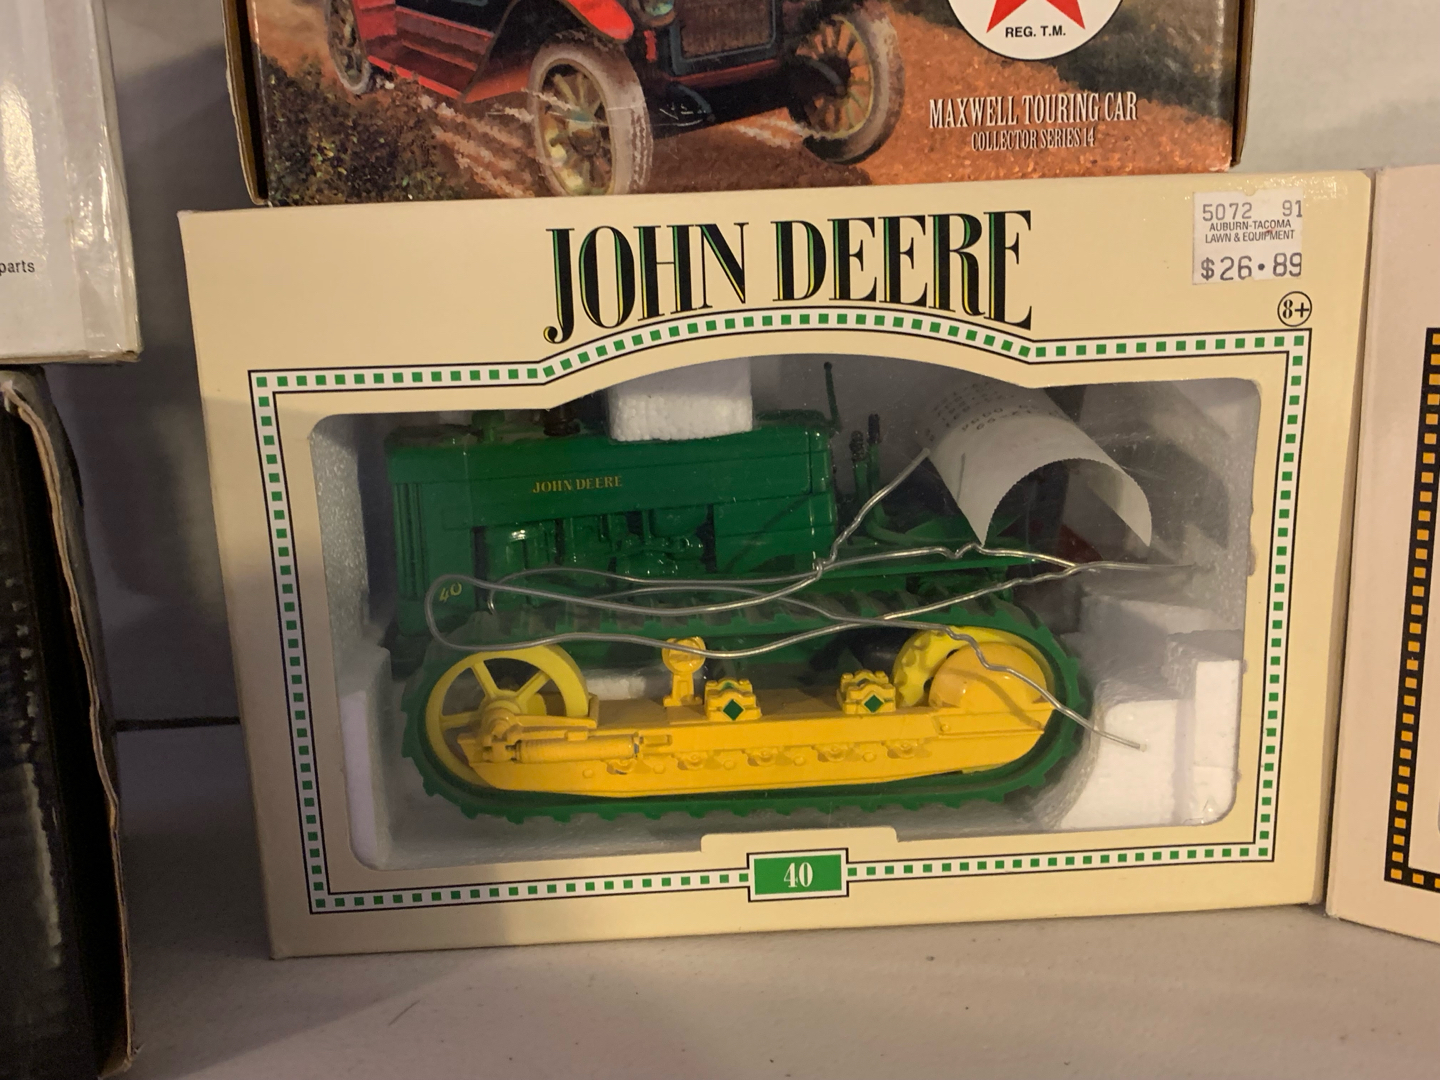 REG. T.M.
MAXWELL TOURING CAR
COLLECTOR SERIES 14
parts
JOHN DEERE
5072 91
AUBURN-TACOMA
LAWN & EQUIPMENT
$26.89
8+
JOHN DEERE
40
40